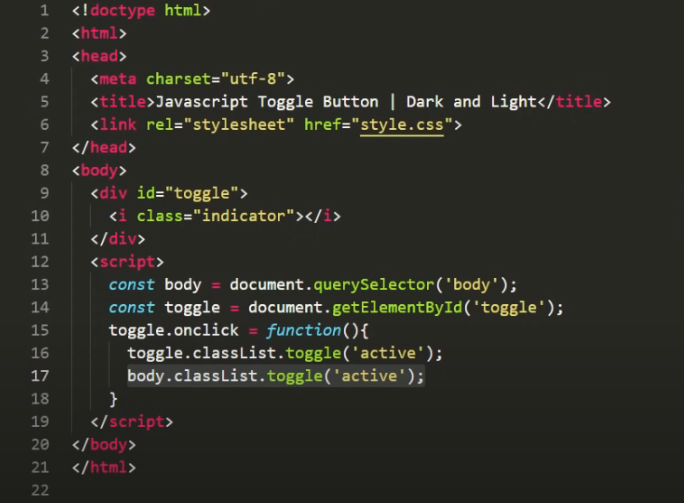 1 <!doctype html>
2 <html>
3 <head>
4   <meta charset="utf-8">
5   <title>Javascript Toggle Button | Dark and Light</title>
6   <link rel="stylesheet" href="style.css">
7 </head>
8 <body>
9   <div id="toggle">
10     <i class="indicator"></i>
11   </div>
12   <script>
13     const body = document.querySelector('body');
14     const toggle = document.getElementById('toggle');
15     toggle.onclick = function(){
16       toggle.classList.toggle('active');
17       body.classList.toggle('active');
18     }
19   </script>
20 </body>
21 </html>
22